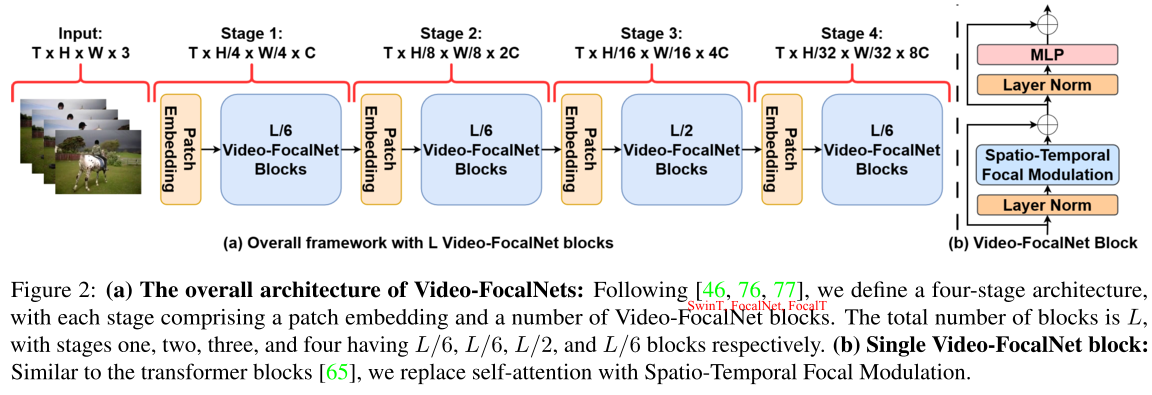 Input:
T x H x W x 3
Stage 1:
T x H/4 x W/4 x C
Stage 2:
T x H/8 x W/8 x 2C
Stage 3:
T x H/16 x W/16 x 4C
Stage 4:
T x H/32 x W/32 x 8C
Patch Embedding
L/6
Video-FocalNet
Blocks
Patch Embedding
L/6
Video-FocalNet
Blocks
Patch Embedding
L/2
Video-FocalNet
Blocks
Patch Embedding
L/6
Video-FocalNet
Blocks
(a) Overall framework with L Video-FocalNet blocks
MLP
Layer Norm
Spatio-Temporal
Focal Modulation
Layer Norm
(b) Video-FocalNet Block
Figure 2: (a) The overall architecture of Video-FocalNets: Following [46, 76, 77], we define a four-stage architecture,
SwinT, FocalNet, FocalT
with each stage comprising a patch embedding and a number of Video-FocalNet blocks. The total number of blocks is L,
with stages one, two, three, and four having L/6, L/6, L/2, and L/6 blocks respectively. (b) Single Video-FocalNet block:
Similar to the transformer blocks [65], we replace self-attention with Spatio-Temporal Focal Modulation.